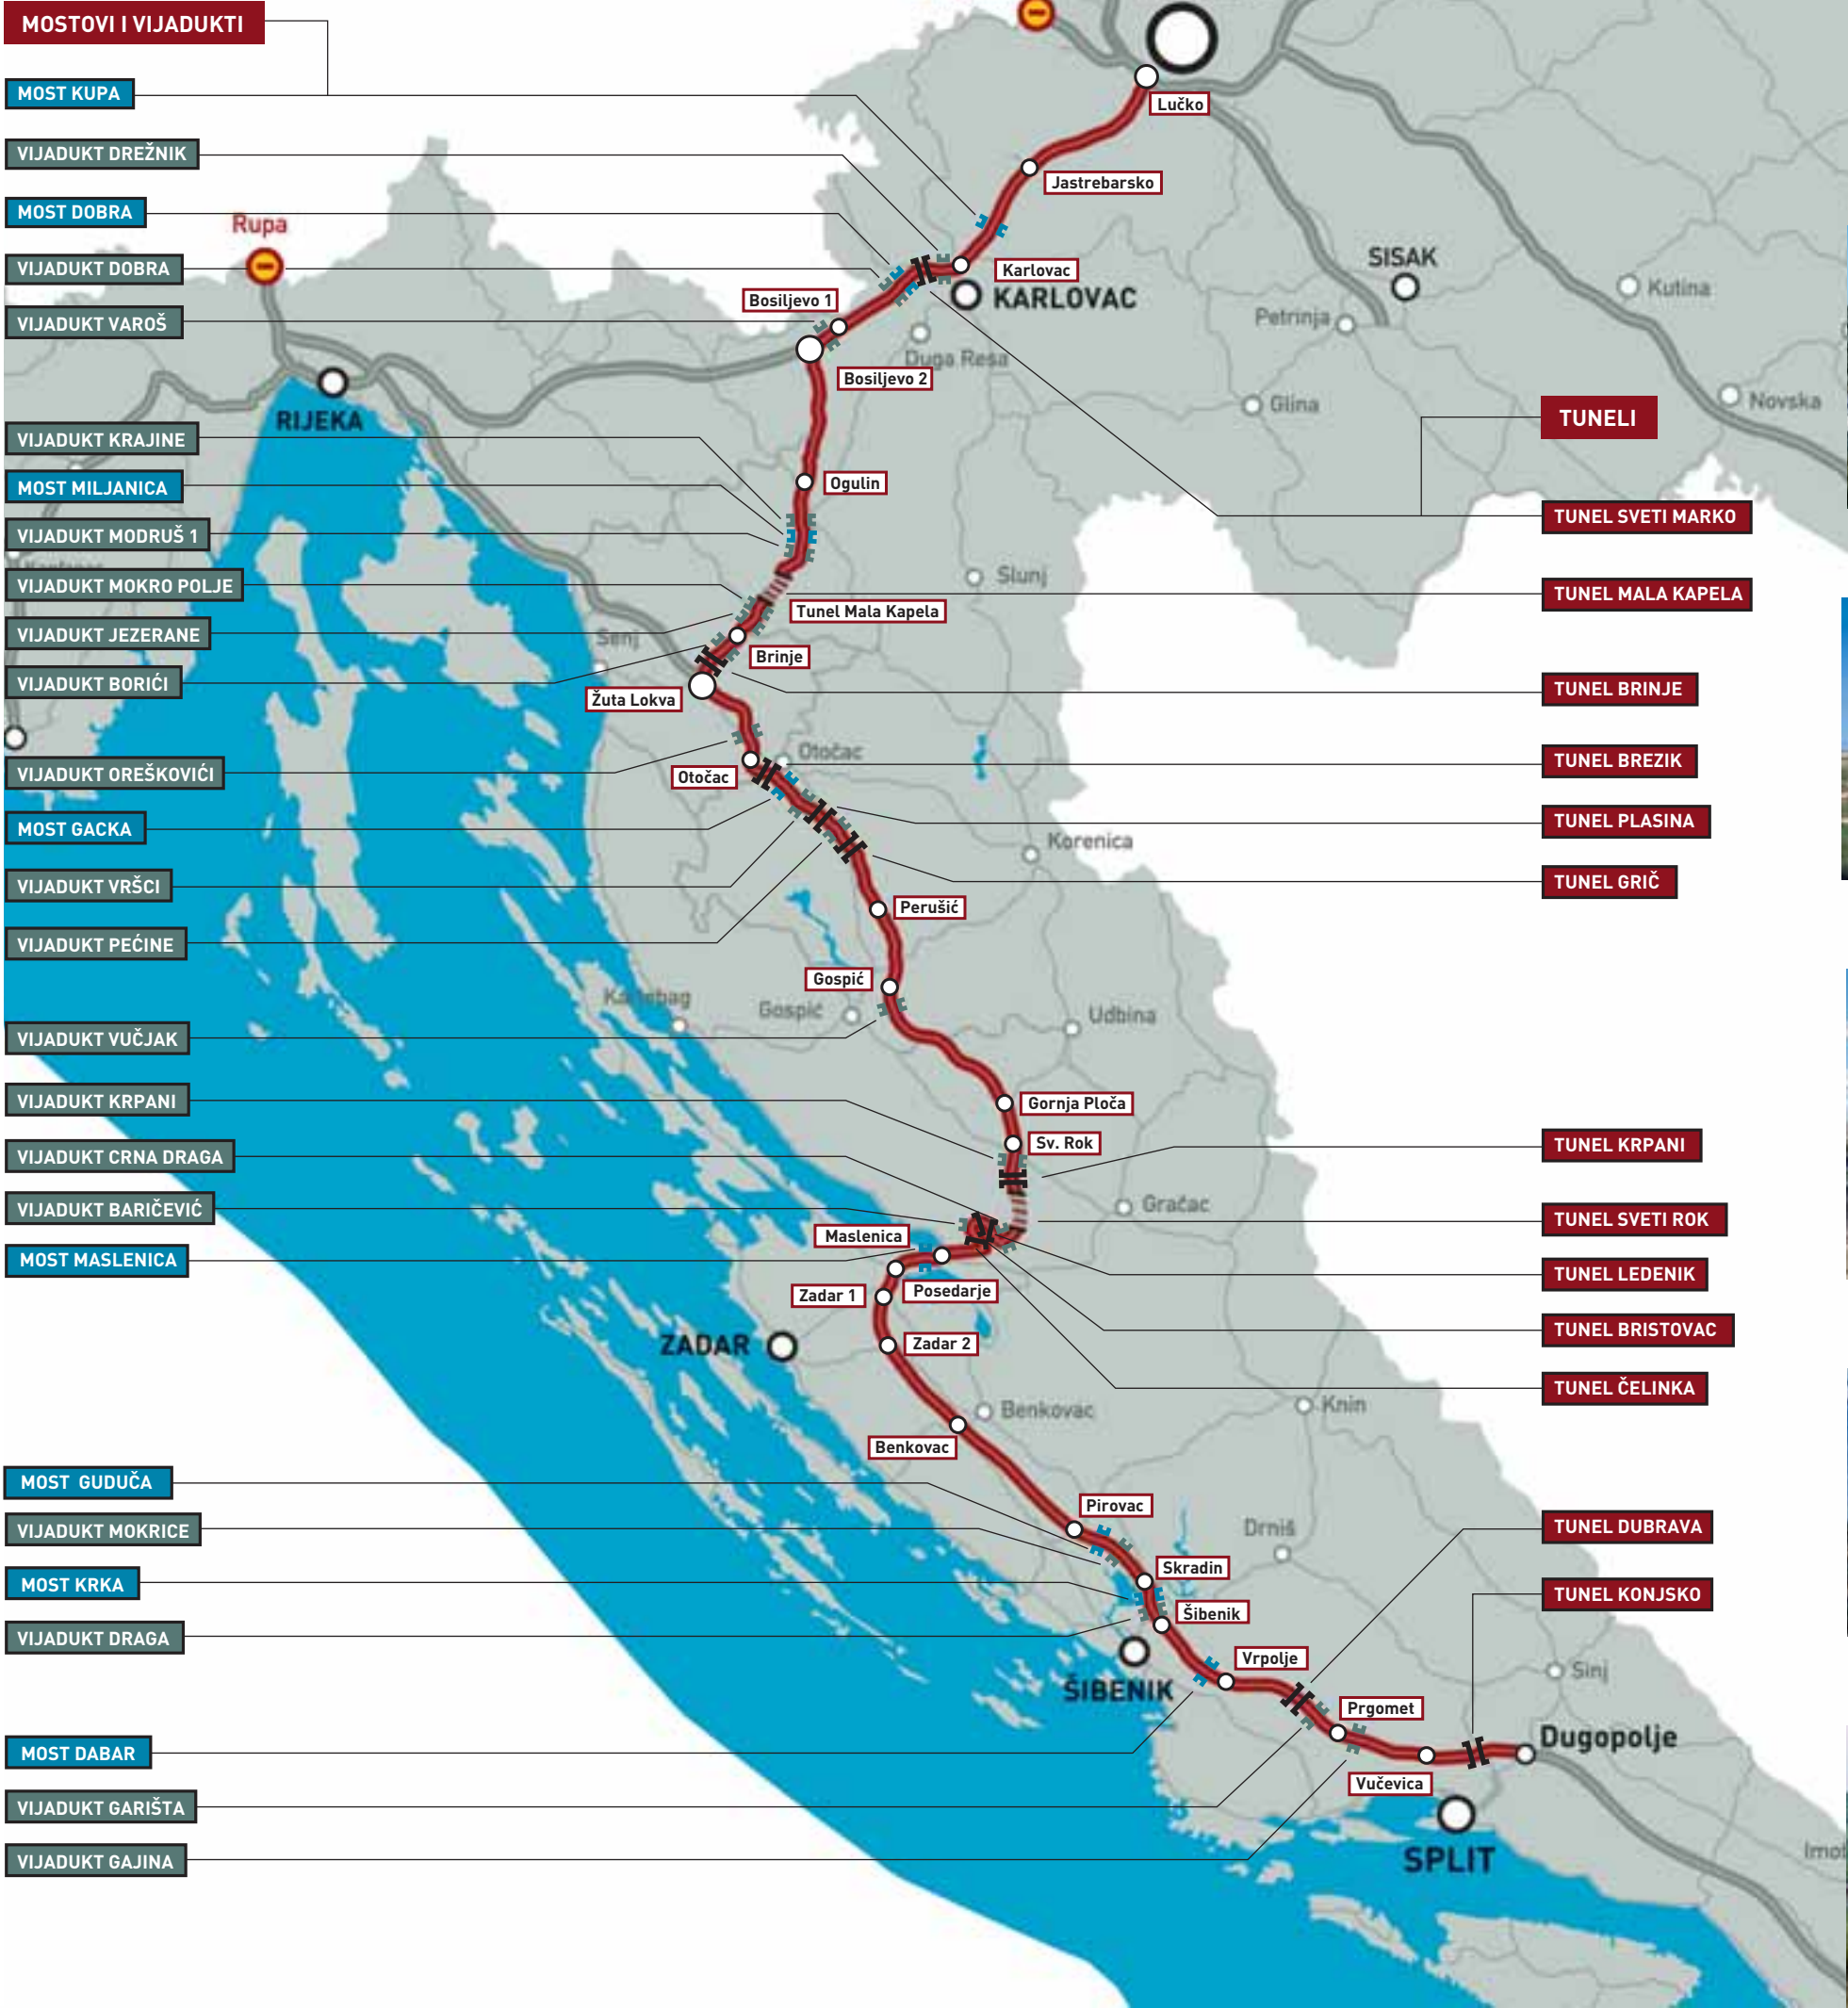 MOSTOVI I VIJADUKTI
MOST KUPA
VIJADUKT DREŽNIK
MOST DOBRA
VIJADUKT DOBRA
VIJADUKT VAROŠ
VIJADUKT KRAJINE
MOST MILJANICA
VIJADUKT MODRUŠ 1
VIJADUKT MOKRO POLJE
VIJADUKT JEZERANE
VIJADUKT BORIĆI
VIJADUKT OREŠKOVIĆI
MOST GACKA
VIJADUKT VRŠCI
VIJADUKT PEĆINE
VIJADUKT VUČJAK
VIJADUKT KRPANI
VIJADUKT CRNA DRAGA
VIJADUKT BARIČEVIĆ
MOST MASLENICA
MOST GUDUČA
VIJADUKT MOKRICE
MOST KRKA
VIJADUKT DRAGA
MOST DABAR
VIJADUKT GARIŠTA
VIJADUKT GAJINA
Lučko
Jastrebarsko
Rupa
Karlovac
KARLOVAC
SISAK
Kutina
Petrinja
Bosiljevo 1
Duga Resa
Bosiljevo 2
Glina
Novska
RIJEKA
Ogulin
Slunj
Tunel Mala Kapela
Senj
Brinje
Žuta Lokva
Otočac
Otočac
Korenica
Perušić
Gospić
Karlobag
Gospić
Udbina
Gornja Ploča
Sv. Rok
Gračac
Maslenica
Posedarje
Zadar 1
ZADAR
Zadar 2
Benkovac
Knin
Benkovac
Pirovac
Drniš
Skradin
Šibenik
ŠIBENIK
Vrpolje
Sinj
Prgomet
Dugopolje
Vučevica
SPLIT
TUNELI
TUNEL SVETI MARKO
TUNEL MALA KAPELA
TUNEL BRINJE
TUNEL BREZIK
TUNEL PLASINA
TUNEL GRIČ
TUNEL KRPANI
TUNEL SVETI ROK
TUNEL LEDENIK
TUNEL BRISTOVAC
TUNEL ČELINKA
TUNEL DUBRAVA
TUNEL KONJSKO